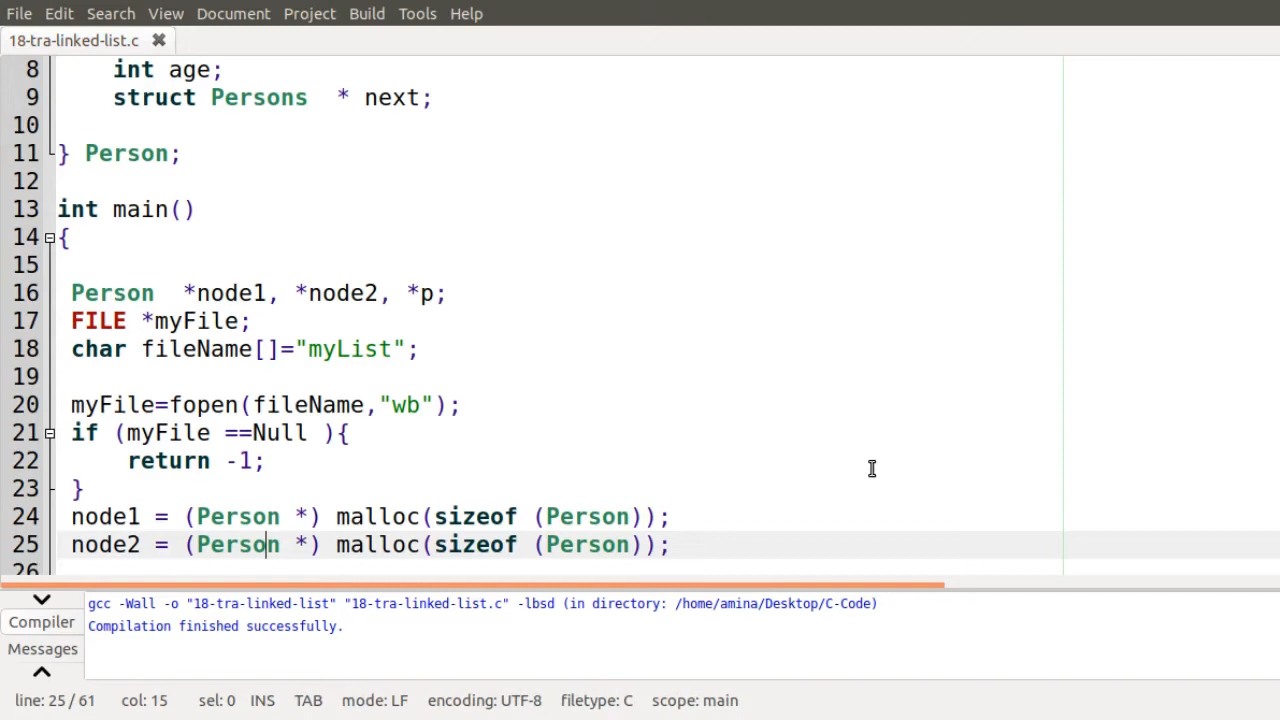 File Edit Search View Document Project Build Tools Help
18-tra-linked-list.c ✖
8 int age;
9 struct Persons * next;
10
11 } Person;
12
13 int main()
14 {
15
16 Person *node1, *node2, *p;
17 FILE *myFile;
18 char fileName[]="myList";
19
20 myFile=fopen(fileName,"wb");
21 if (myFile ==Null ){
22 return -1;
23 }
24 node1 = (Person *) malloc(sizeof (Person));
25 node2 = (Person *) malloc(sizeof (Person));
26
gcc -Wall -o "18-tra-linked-list" "18-tra-linked-list.c" -lbsd (in directory: /home/amina/Desktop/C-Code)
Compiler
Compilation finished successfully.
Messages
line: 25 / 61 col: 15 sel: 0 INS TAB mode: LF encoding: UTF-8 filetype: C scope: main